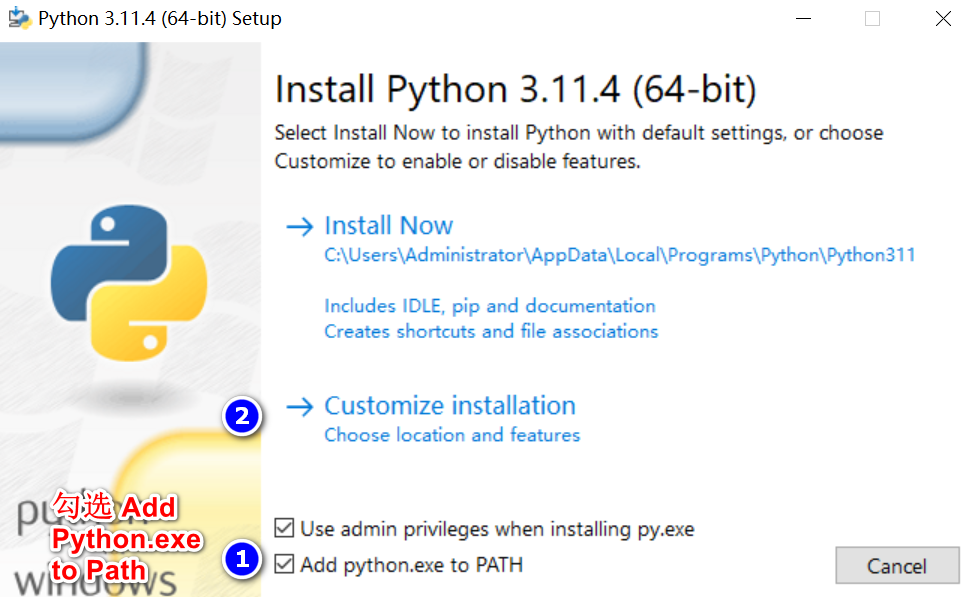 Python 3.11.4 (64-bit) Setup
Install Python 3.11.4 (64-bit)
Select Install Now to install Python with default settings, or choose
Customize to enable or disable features.
Install Now
C:\Users\Administrator\AppData\Local\Programs\Python\Python311
Includes IDLE, pip and documentation
Creates shortcuts and file associations
2
Customize installation
Choose location and features
勾选 Add
Python.exe
to Path
windows
Use admin privileges when installing py.exe
1
Add python.exe to PATH
Cancel